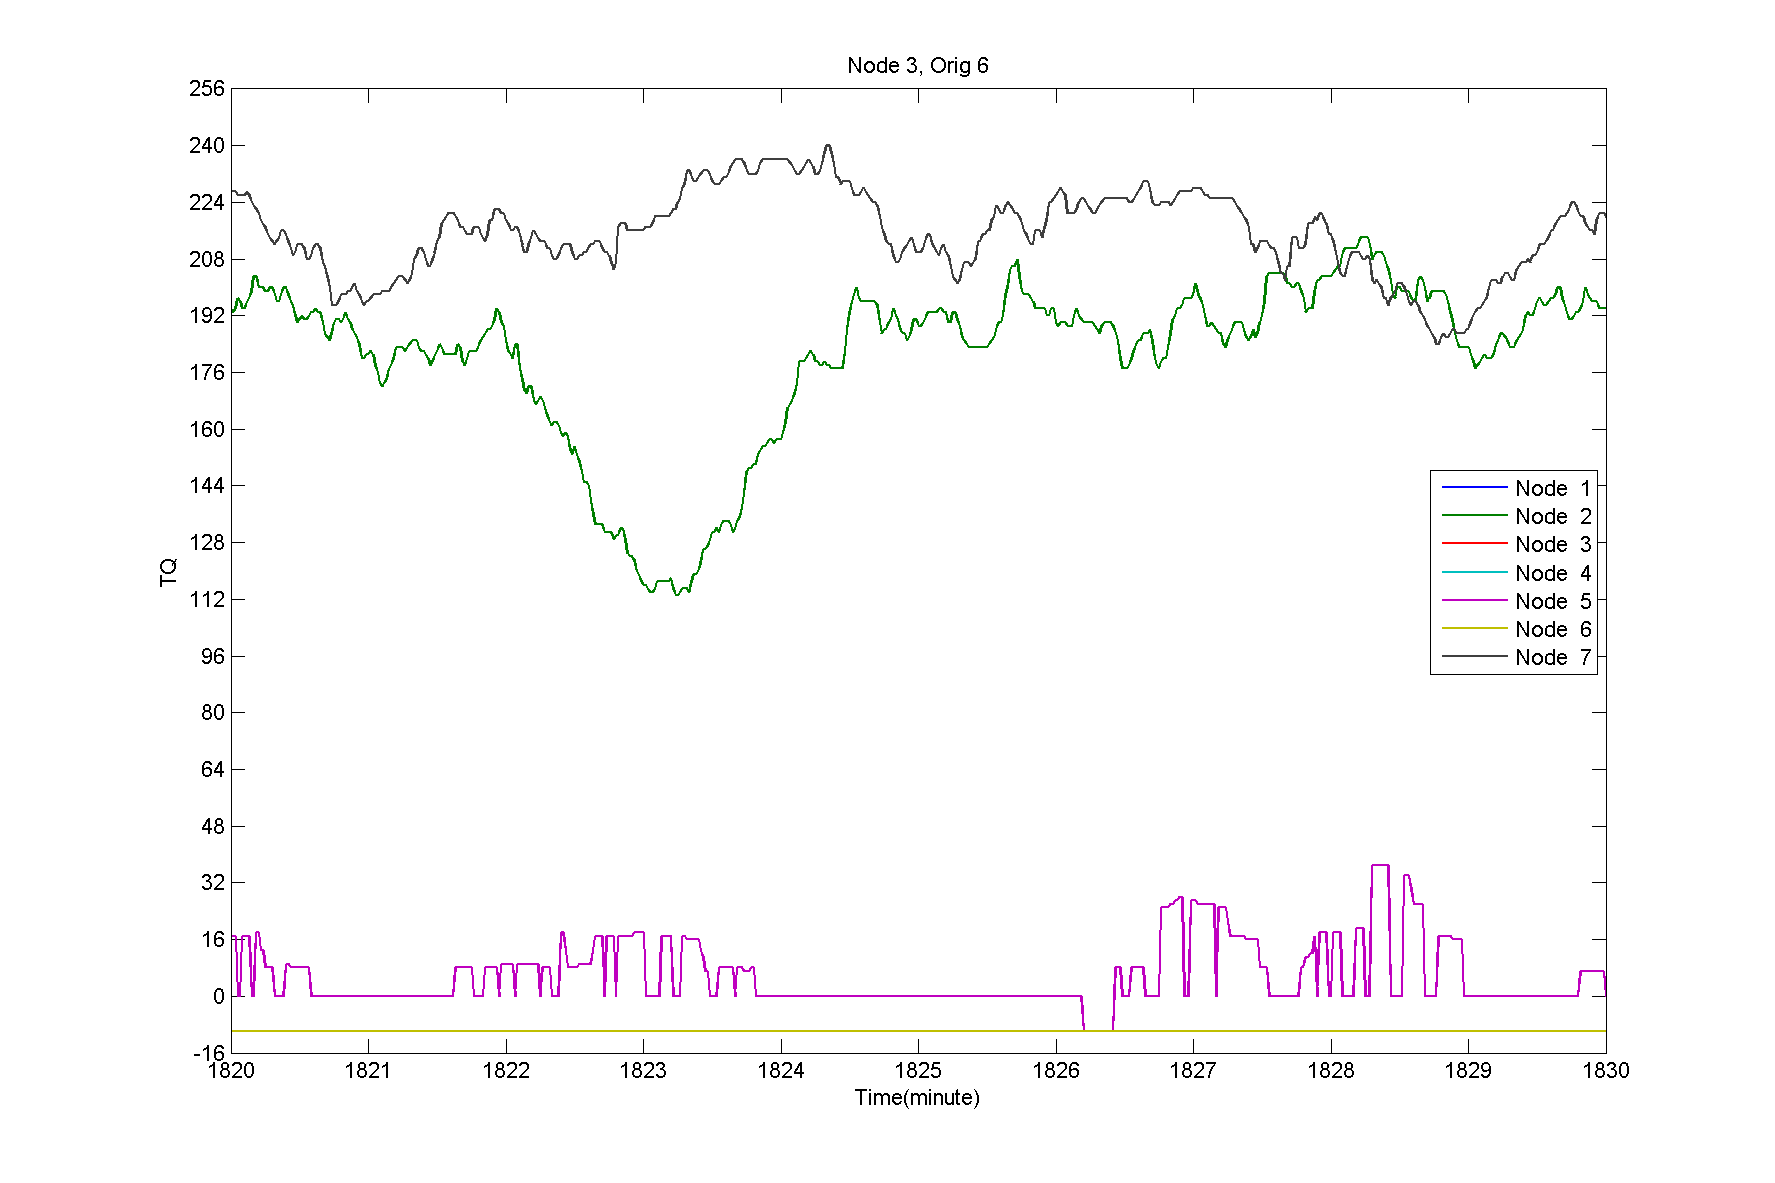 Node 3, Orig 6
256
240
224
208
192
176
160
144
128
112
96
80
64
48
32
16
0
-16
TQ
Node 1
Node 2
Node 3
Node 4
Node 5
Node 6
Node 7
1820 1821 1822 1823 1824 1825 1826 1827 1828 1829 1830
Time(minute)